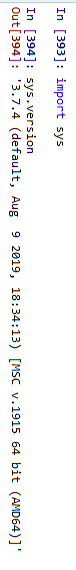 In [393]: import sys
In [394]: sys.version
Out[394]: '3.7.4 (default, Aug  9 2019, 18:34:13) [MSC v.1915 64 bit (AMD64)]'